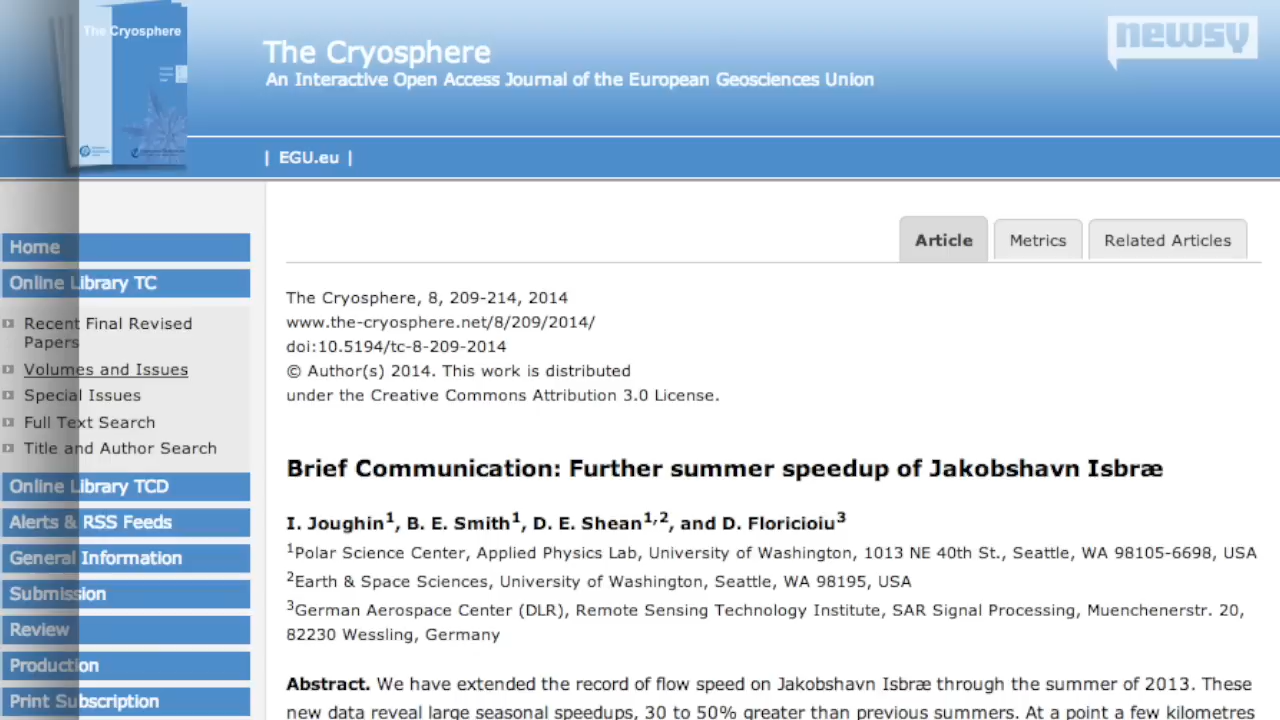 The Cryosphere
newsy
The Cryosphere
An Interactive Open Access Journal of the European Geosciences Union
| EGU.eu |
Home
Online Library TC
Recent Final Revised
Papers
Volumes and Issues
Special Issues
Full Text Search
Title and Author Search
Online Library TCD
Alerts & RSS Feeds
General Information
Submission
Review
Production
Print Subscription
Article
Metrics
Related Articles
The Cryosphere, 8, 209-214, 2014
www.the-cryosphere.net/8/209/2014/
doi:10.5194/tc-8-209-2014
© Author(s) 2014. This work is distributed
under the Creative Commons Attribution 3.0 License.
Brief Communication: Further summer speedup of Jakobshavn Isbræ
I. Joughin1, B. E. Smith1, D. E. Shean1,2, and D. Floricioiu3
1Polar Science Center, Applied Physics Lab, University of Washington, 1013 NE 40th St., Seattle, WA 98105-6698, USA
2Earth & Space Sciences, University of Washington, Seattle, WA 98195, USA
3German Aerospace Center (DLR), Remote Sensing Technology Institute, SAR Signal Processing, Muenchenerstr. 20,
82230 Wessling, Germany
Abstract. We have extended the record of flow speed on Jakobshavn Isbræ through the summer of 2013. These
new data reveal large seasonal speedups, 30 to 50% greater than previous summers. At a point a few kilometres